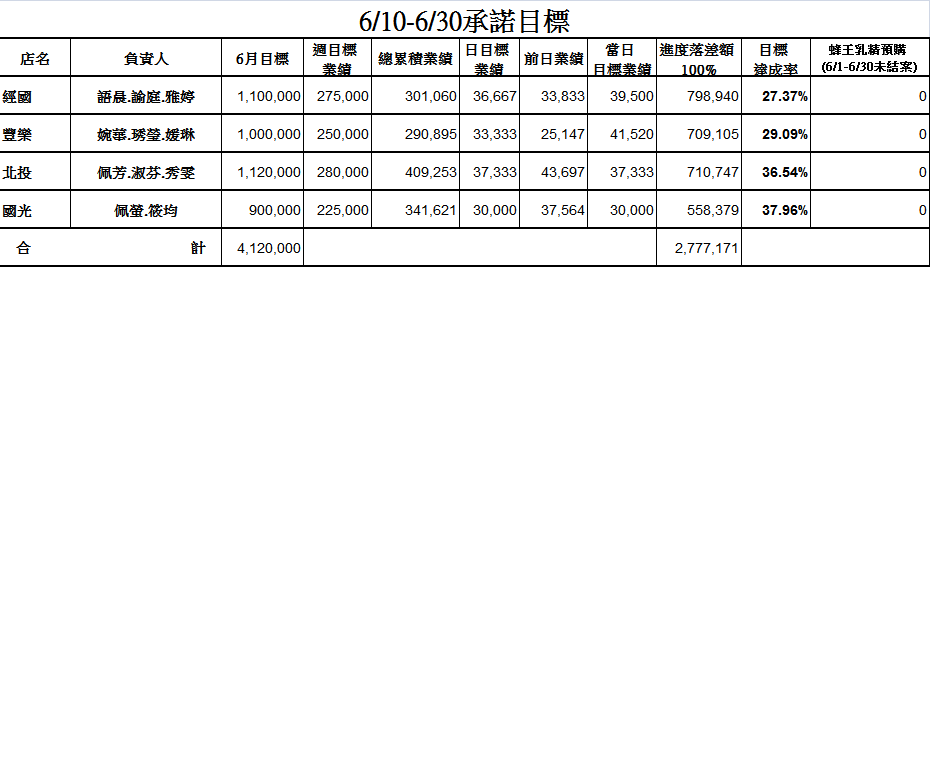 6/10-6/30承諾目標
店名 負責人 6月目標 週目標業績 總累積業績 日目標業績 前日業績 當日目標業績 進度落差額100% 目標達成率 蜂王乳精預購(6/1-6/30未結案)
經國 語晨.諭庭.雅婷 1,100,000 275,000 301,060 36,667 33,833 39,500 798,940 27.37% 0
豐樂 婉華.琇瑩.媛琳 1,000,000 250,000 290,895 33,333 25,147 41,520 709,105 29.09% 0
北投 佩芳.淑芬.秀雯 1,120,000 280,000 409,253 37,333 43,697 37,333 710,747 36.54% 0
國光 佩螢.筱均 900,000 225,000 341,621 30,000 37,564 30,000 558,379 37.96% 0
合 計 4,120,000 2,777,171